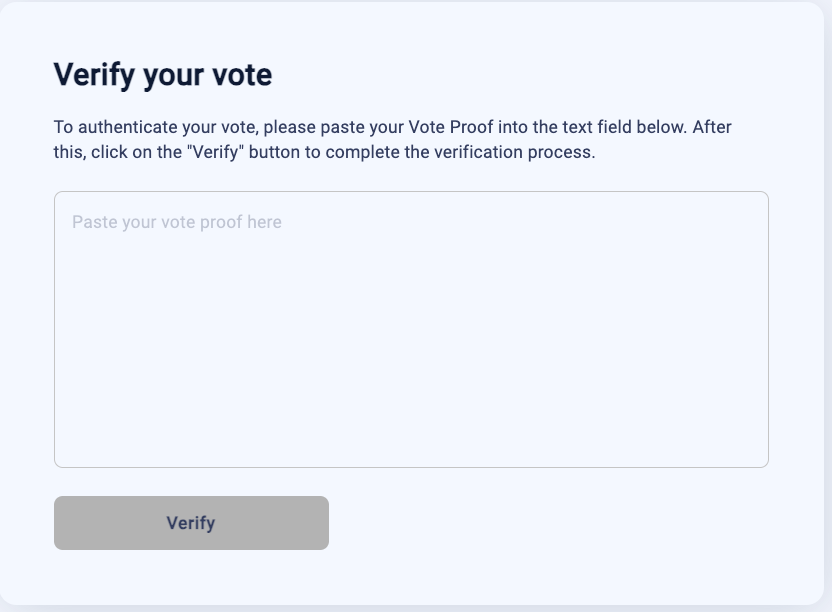 Verify your vote
To authenticate your vote, please paste your Vote Proof into the text field below. After
this, click on the "Verify" button to complete the verification process.
Paste your vote proof here
Verify